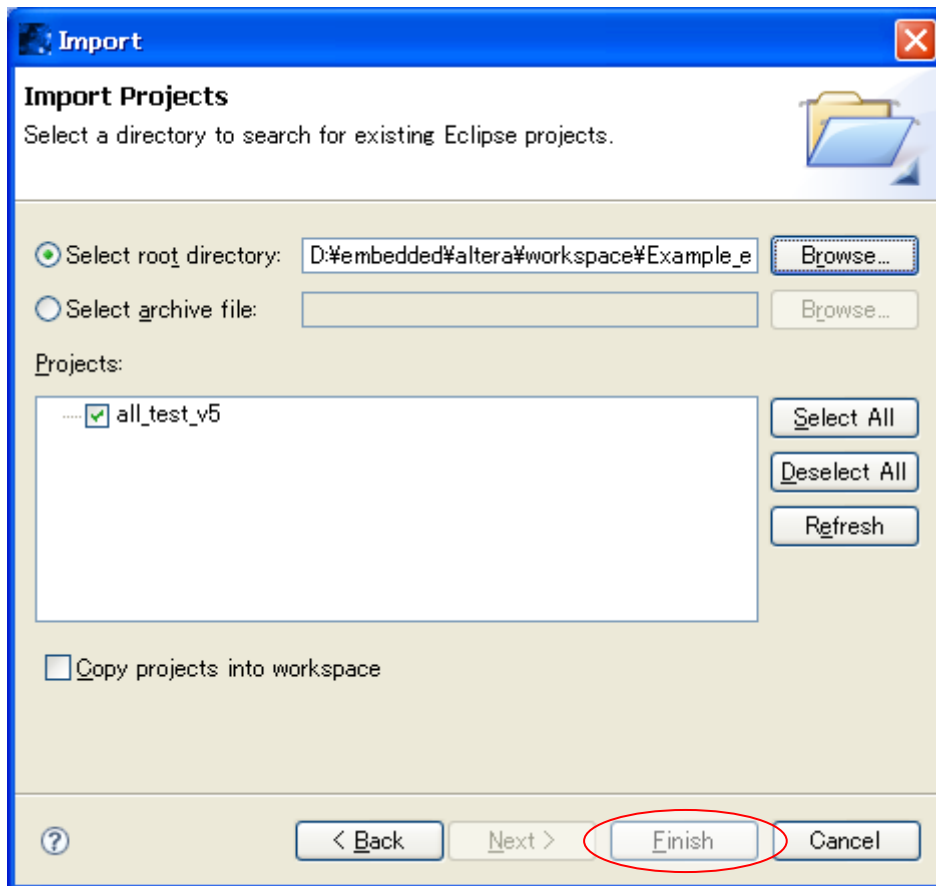 Import
Import Projects
Select a directory to search for existing Eclipse projects.
Select root directory: D:¥embedded¥altera¥workspace¥Example_e Browse...
Select archive file: Browse...
Projects:
all_test_v5
Select All
Deselect All
Refresh
Copy projects into workspace
? < Back Next > Finish Cancel